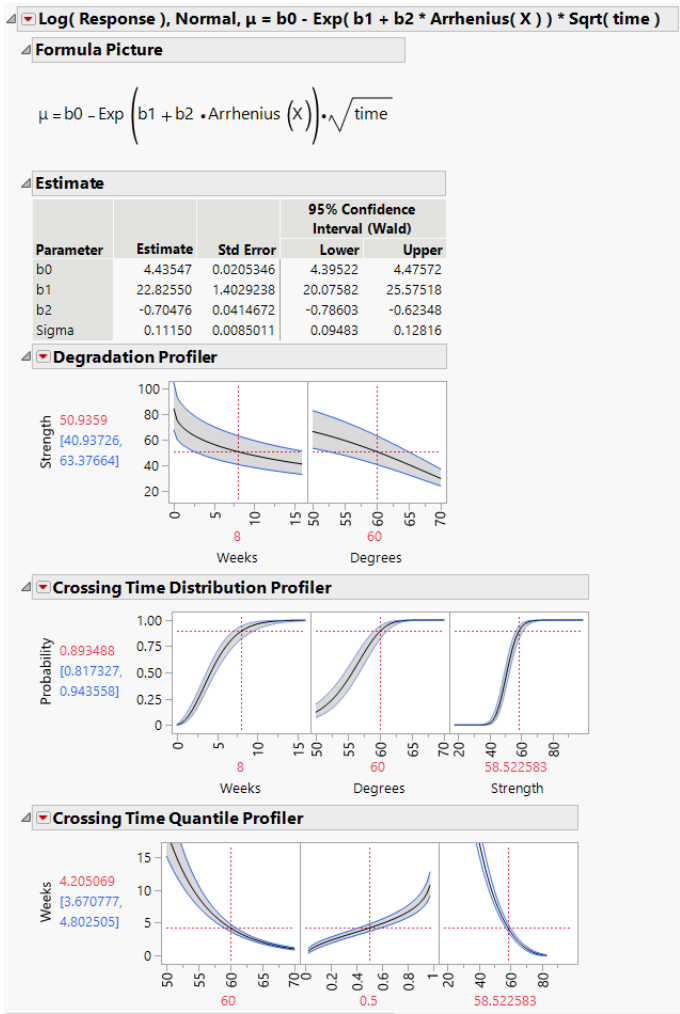 Log( Response ), Normal, μ = b0 - Exp( b1 + b2 * Arrhenius( X ) ) * Sqrt( time )
Formula Picture
μ = b0 - Exp (b1 + b2 • Arrhenius (X)) • √time
Estimate
95% Confidence
Interval (Wald)
Parameter Estimate Std Error Lower Upper
b0 4.43547 0.0205346 4.39522 4.47572
b1 22.82550 1.4029238 20.07582 25.57518
b2 -0.70476 0.0414672 -0.78603 -0.62348
Sigma 0.11150 0.0085011 0.09483 0.12816
Degradation Profiler
Strength
50.9359
[40.93726,
63.37664]
100
80
60
40
20
0 5 10 15 50 55 60 65 70
8 60
Weeks Degrees
Crossing Time Distribution Profiler
Probability
0.893488
[0.817327,
0.943558]
1.00
0.75
0.50
0.25
0
0 5 10 15 50 55 60 65 70 20 40 60 80
8 60 58.522583
Weeks Degrees Strength
Crossing Time Quantile Profiler
Weeks
4.205069
[3.670777,
4.802505]
15
10
5
0
50 55 60 65 70 0 0.2 0.4 0.6 0.8 1 20 40 60 80
60 0.5 58.522583